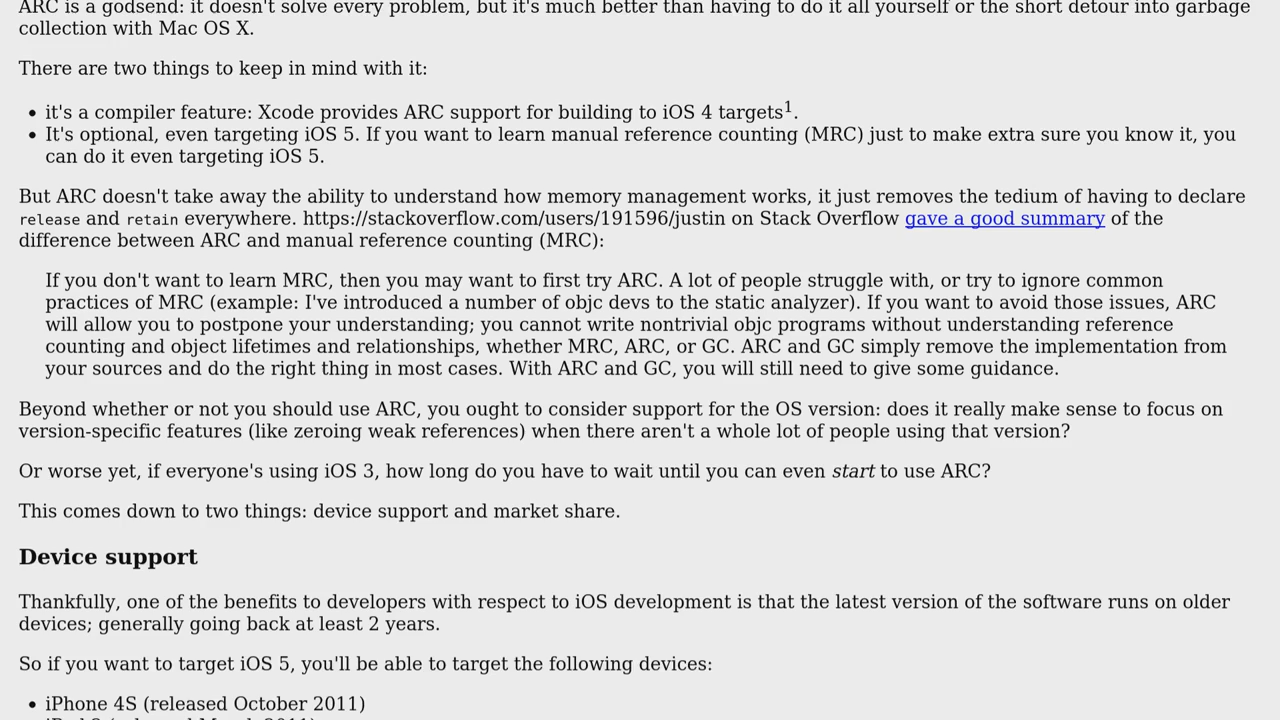 ARC is a godsend: it doesn't solve every problem, but it's much better than having to do it all yourself or the short detour into garbage
collection with Mac OS X.
There are two things to keep in mind with it:
• it's a compiler feature: Xcode provides ARC support for building to iOS 4 targets1.
• It's optional, even targeting iOS 5. If you want to learn manual reference counting (MRC) just to make extra sure you know it, you
can do it even targeting iOS 5.
But ARC doesn't take away the ability to understand how memory management works, it just removes the tedium of having to declare
release and retain everywhere. https://stackoverflow.com/users/191596/justin on Stack Overflow gave a good summary of the
difference between ARC and manual reference counting (MRC):
If you don't want to learn MRC, then you may want to first try ARC. A lot of people struggle with, or try to ignore common
practices of MRC (example: I've introduced a number of objc devs to the static analyzer). If you want to avoid those issues, ARC
will allow you to postpone your understanding; you cannot write nontrivial objc programs without understanding reference
counting and object lifetimes and relationships, whether MRC, ARC, or GC. ARC and GC simply remove the implementation from
your sources and do the right thing in most cases. With ARC and GC, you will still need to give some guidance.
Beyond whether or not you should use ARC, you ought to consider support for the OS version: does it really make sense to focus on
version-specific features (like zeroing weak references) when there aren't a whole lot of people using that version?
Or worse yet, if everyone's using iOS 3, how long do you have to wait until you can even start to use ARC?
This comes down to two things: device support and market share.
Device support
Thankfully, one of the benefits to developers with respect to iOS development is that the latest version of the software runs on older
devices; generally going back at least 2 years.
So if you want to target iOS 5, you'll be able to target the following devices:
• iPhone 4S (released October 2011)